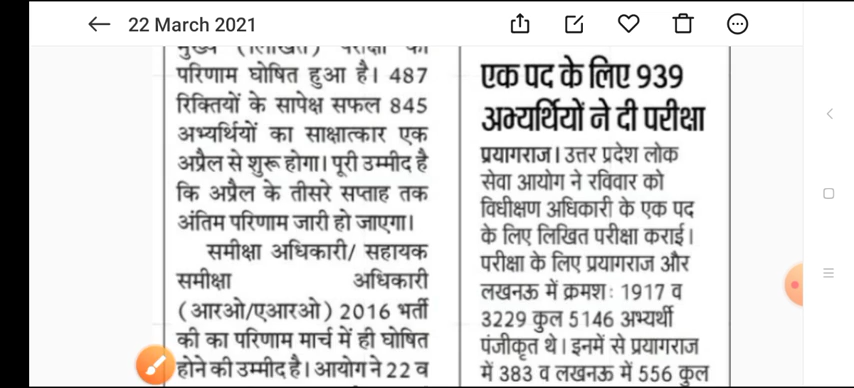 22 March 2021
मुख्य (लिखित) परीक्षा का
परिणाम घोषित हुआ है। 487
रिक्तियों के सापेक्ष सफल 845
अभ्यर्थियों का साक्षात्कार एक
अप्रैल से शुरू होगा। पूरी उम्मीद है
कि अप्रैल के तीसरे सप्ताह तक
अंतिम परिणाम जारी हो जाएगा।
समीक्षा अधिकारी/ सहायक
समीक्षा अधिकारी
(आरओ/एआरओ) 2016 भर्ती
की का परिणाम मार्च में ही घोषित
होने की उम्मीद है। आयोग ने 22 व
एक पद के लिए 939
अभ्यर्थियों ने दी परीक्षा
प्रयागराज। उत्तर प्रदेश लोक
सेवा आयोग ने रविवार को
विधीक्षण अधिकारी के एक पद
के लिए लिखित परीक्षा कराई।
परीक्षा के लिए प्रयागराज और
लखनऊ में क्रमशः 1917 व
3229 कुल 5146 अभ्यर्थी
पंजीकृत थे। इनमें से प्रयागराज
में 383 व लखनऊ में 556 कुल